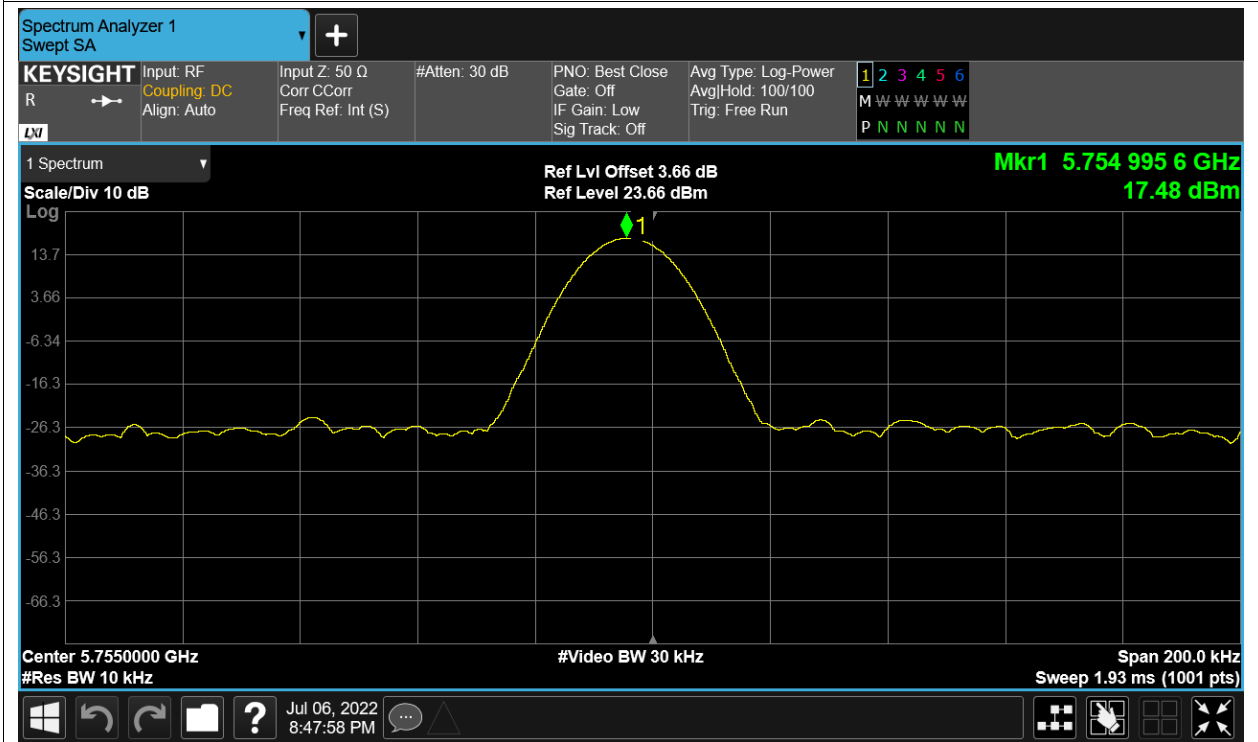 Spectrum Analyzer 1
Swept SA
+
KEYSIGHT Input: RF Input Z: 50 Ω #Atten: 30 dB PNO: Best Close Avg Type: Log-Power 1 2 3 4 5 6
R Coupling: DC Corr CCorr Gate: Off Avg|Hold: 100/100 M W W W W W
Align: Auto Freq Ref: Int (S) IF Gain: Low Trig: Free Run
LXI Sig Track: Off P N N N N N
1 Spectrum Ref Lvl Offset 3.66 dB Mkr1 5.754 995 6 GHz
Scale/Div 10 dB Ref Level 23.66 dBm 17.48 dBm
Log
1
13.7
3.66
-6.34
-16.3
-26.3
-36.3
-46.3
-56.3
-66.3
Center 5.7550000 GHz #Video BW 30 kHz Span 200.0 kHz
#Res BW 10 kHz Sweep 1.93 ms (1001 pts)
? Jul 06, 2022
8:47:58 PM